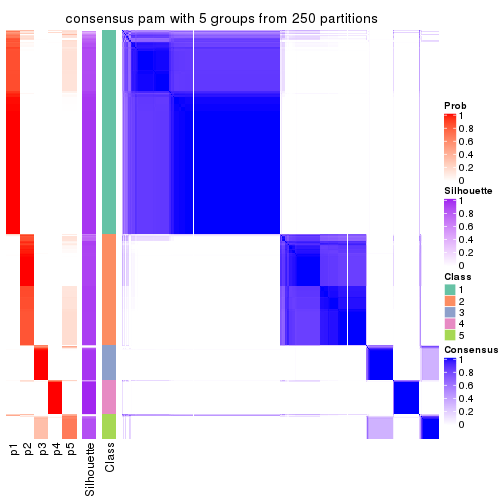 consensus pam with 5 groups from 250 partitions
Prob
1
0.8
0.6
0.4
0.2
0
Silhouette
1
0.8
0.6
0.4
0.2
0
Class
1
2
3
4
5
Consensus
1
0.8
0.6
0.4
0.2
0
p1
p2
p3
p4
p5
Silhouette
Class